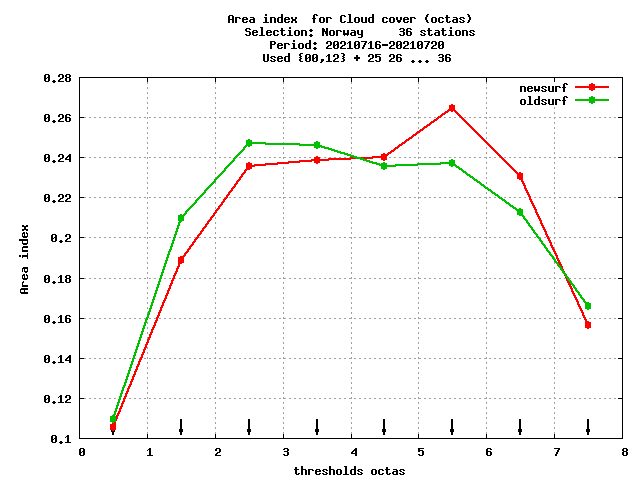 Area index  for Cloud cover (octas)
Selection: Norway     36 stations
Period: 20210716-20210720
Used {00,12} + 25 26 ... 36
0.28
0.26
0.24
0.22
0.2
0.18
0.16
0.14
0.12
0.1
Area index
newsurf
oldsurf
0 1 2 3 4 5 6 7 8
thresholds octas